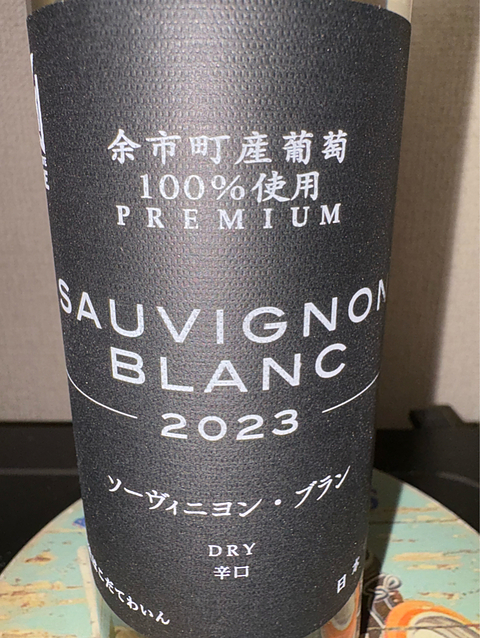 余市町産葡萄
100%使用
PREMIUM
SAUVIGNON
BLANC
2023
ソーヴィニヨン・ブラン
DRY
辛口
こだてわいん
日本